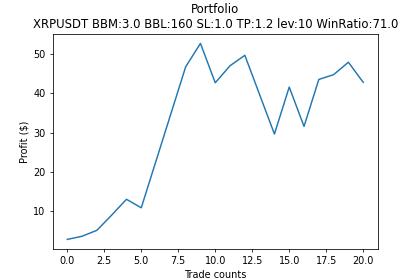 Portfolio
XRPUSDT BBM:3.0 BBL:160 SL:1.0 TP:1.2 lev:10 WinRatio:71.0
50
40
30
20
10
Profit ($)
0.0 2.5 5.0 7.5 10.0 12.5 15.0 17.5 20.0
Trade counts